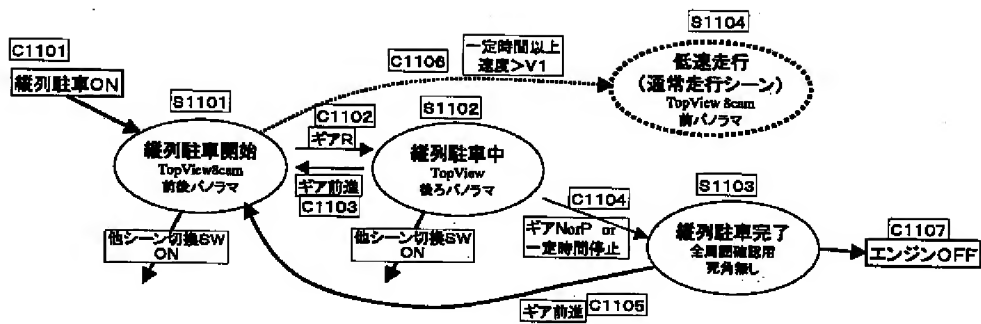 C1101
縦列駐車ON
S1101
縦列駐車開始
TopView8cam
前後パノラマ
他シーン切換SW
ON
C1102
ギアR
ギア前進
C1103
C1106
一定時間以上
速度>V1
S1102
縦列駐車中
TopView
後ろパノラマ
他シーン切換SW
ON
C1104
ギアNorP or
一定時間停止
S1104
低速走行
(通常走行シーン)
TopView 8cam
前パノラマ
S1103
縦列駐車完了
全周囲確認用
死角無し
C1107
エンジンOFF
ギア前進 C1105